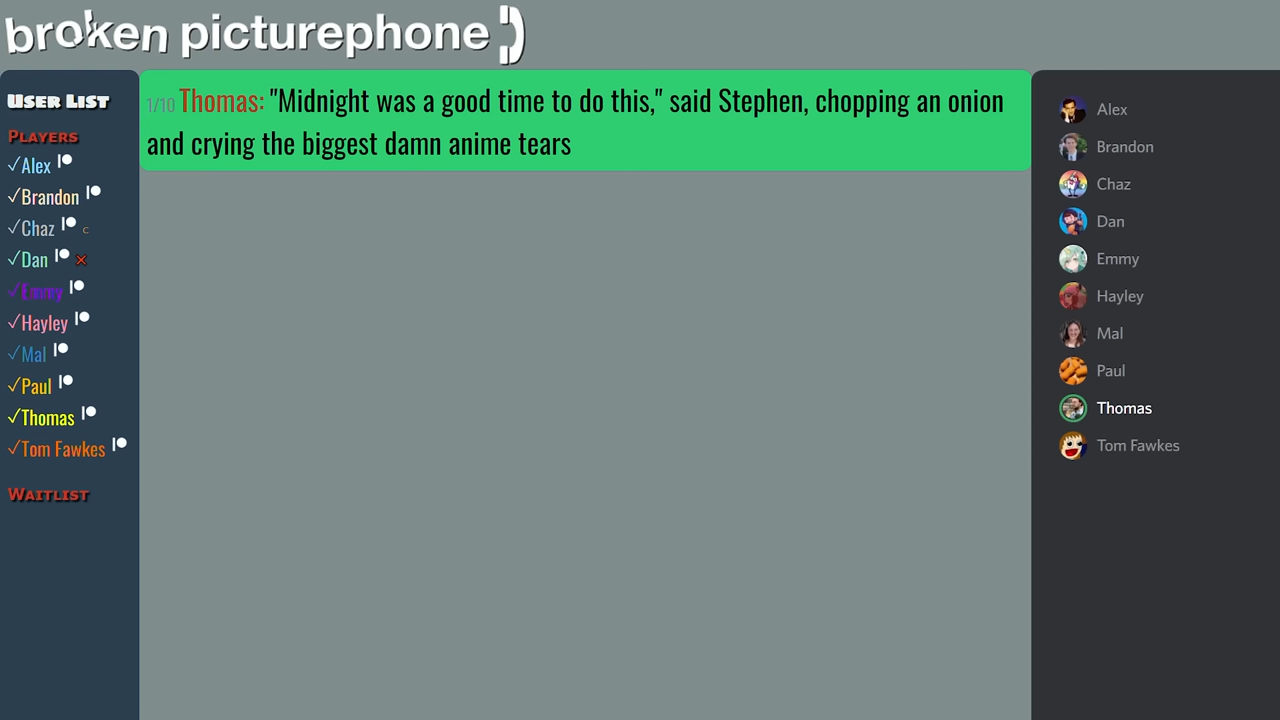 broken picturephone
USER LIST
PLAYERS
✓Alex
✓Brandon
✓Chaz c
✓Dan ✕
✓Emmy
✓Hayley
✓Mal
✓Paul
✓Thomas
✓Tom Fawkes
WAITLIST
1/10 Thomas: "Midnight was a good time to do this," said Stephen, chopping an onion
and crying the biggest damn anime tears
Alex
Brandon
Chaz
Dan
Emmy
Hayley
Mal
Paul
Thomas
Tom Fawkes